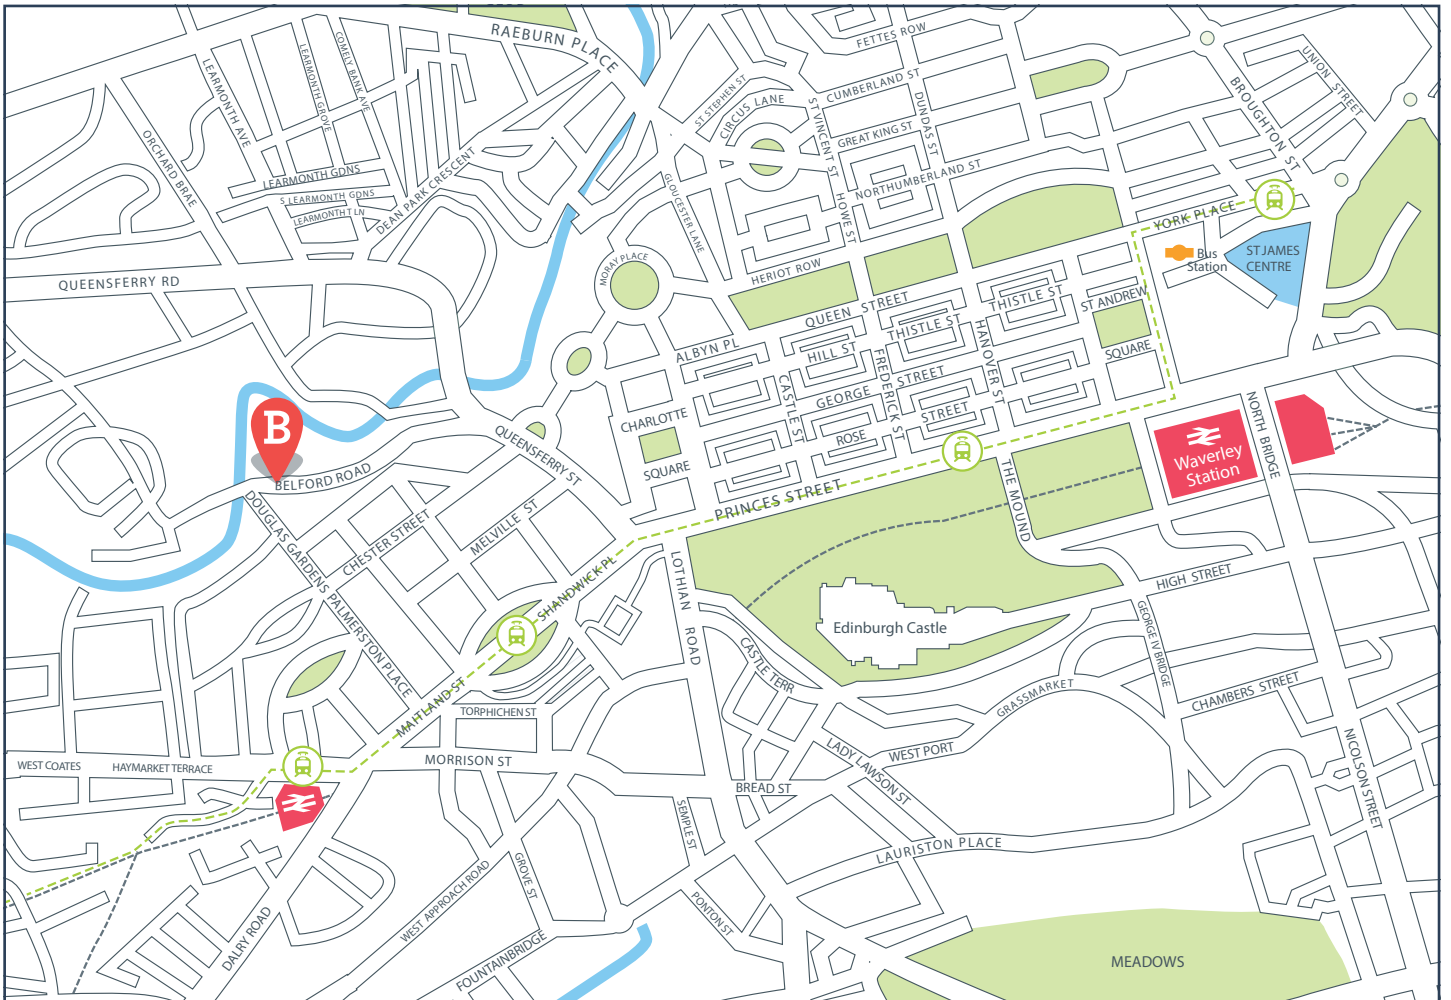 RAEBURN PLACE
FETTES ROW
UNION STREET
COMELY BANK AVE
LEARMONTH GROVE
LEARMONTH AVE
ST STEPHEN ST
CUMBERLAND ST
BROUGHTON ST
CIRCUS LANE
ST VINCENT ST
DUNDAS ST
ORCHARD BRAE
GREAT KING ST
LEARMONTH GDNS
S LEARMONTH GDNS
LEARMONTHT LN
DEAN PARK CRESCENT
GLOUCESTER LANE
NORTHUMBERLAND ST
HOWE ST
YORK PLACE
Bus
Station
ST JAMES
CENTRE
MORAY PLACE
HERIOT ROW
QUEENSFERRY RD
QUEEN STREET
THISTLE ST
ST ANDREW
SQUARE
THISTLE ST
HANOVER ST
ALBYN PL
HILL ST
FREDERICK ST
GEORGE STREET
CASTLE ST
CHARLOTTE
SQUARE
ROSE STREET
NORTH BRIDGE
B
BELFORD ROAD
QUEENSFERRY ST
Waverley
Station
PRINCES STREET
THE MOUND
DOUGLAS GARDENS
CHESTER STREET
MELVILLE ST
SHANDWICK PL
LOTHIAN ROAD
HIGH STREET
PALMERSTON PLACE
Edinburgh Castle
GEORGE IV BRIDGE
CASTLE TERR
GRASSMARKET
CHAMBERS STREET
MAITLAND ST
TORPHICHEN ST
NICOLSON STREET
WEST COATES
HAYMARKET TERRACE
MORRISON ST
LADY LAWSON ST
WEST PORT
BREAD ST
SEMPLE ST
LAURISTON PLACE
GROVE ST
WEST APPROACH ROAD
PONTON ST
DALRY ROAD
FOUNTAINBRIDGE
MEADOWS